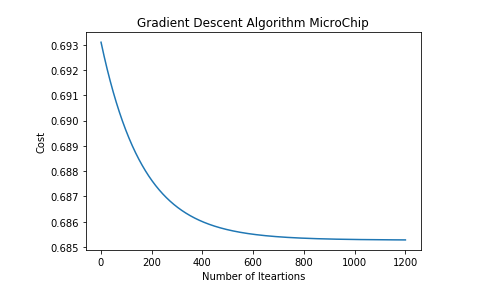 Gradient Descent Algorithm MicroChip
0.693
0.692
0.691
0.690
0.689
0.688
0.687
0.686
0.685
Cost
0 200 400 600 800 1000 1200
Number of Iteartions